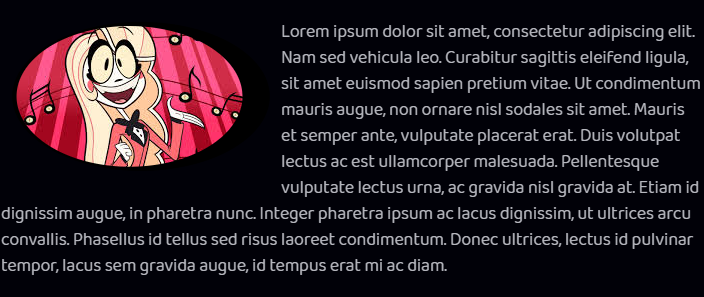 Lorem ipsum dolor sit amet, consectetur adipiscing elit.
Nam sed vehicula leo. Curabitur sagittis eleifend ligula,
sit amet euismod sapien pretium vitae. Ut condimentum
mauris augue, non ornare nisl sodales sit amet. Mauris
et semper ante, vulputate placerat erat. Duis volutpat
lectus ac est ullamcorper malesuada. Pellentesque
vulputate lectus urna, ac gravida nisl gravida at. Etiam id
dignissim augue, in pharetra nunc. Integer pharetra ipsum ac lacus dignissim, ut ultrices arcu
convallis. Phasellus id tellus sed risus laoreet condimentum. Donec ultrices, lectus id pulvinar
tempor, lacus sem gravida augue, id tempus erat mi ac diam.